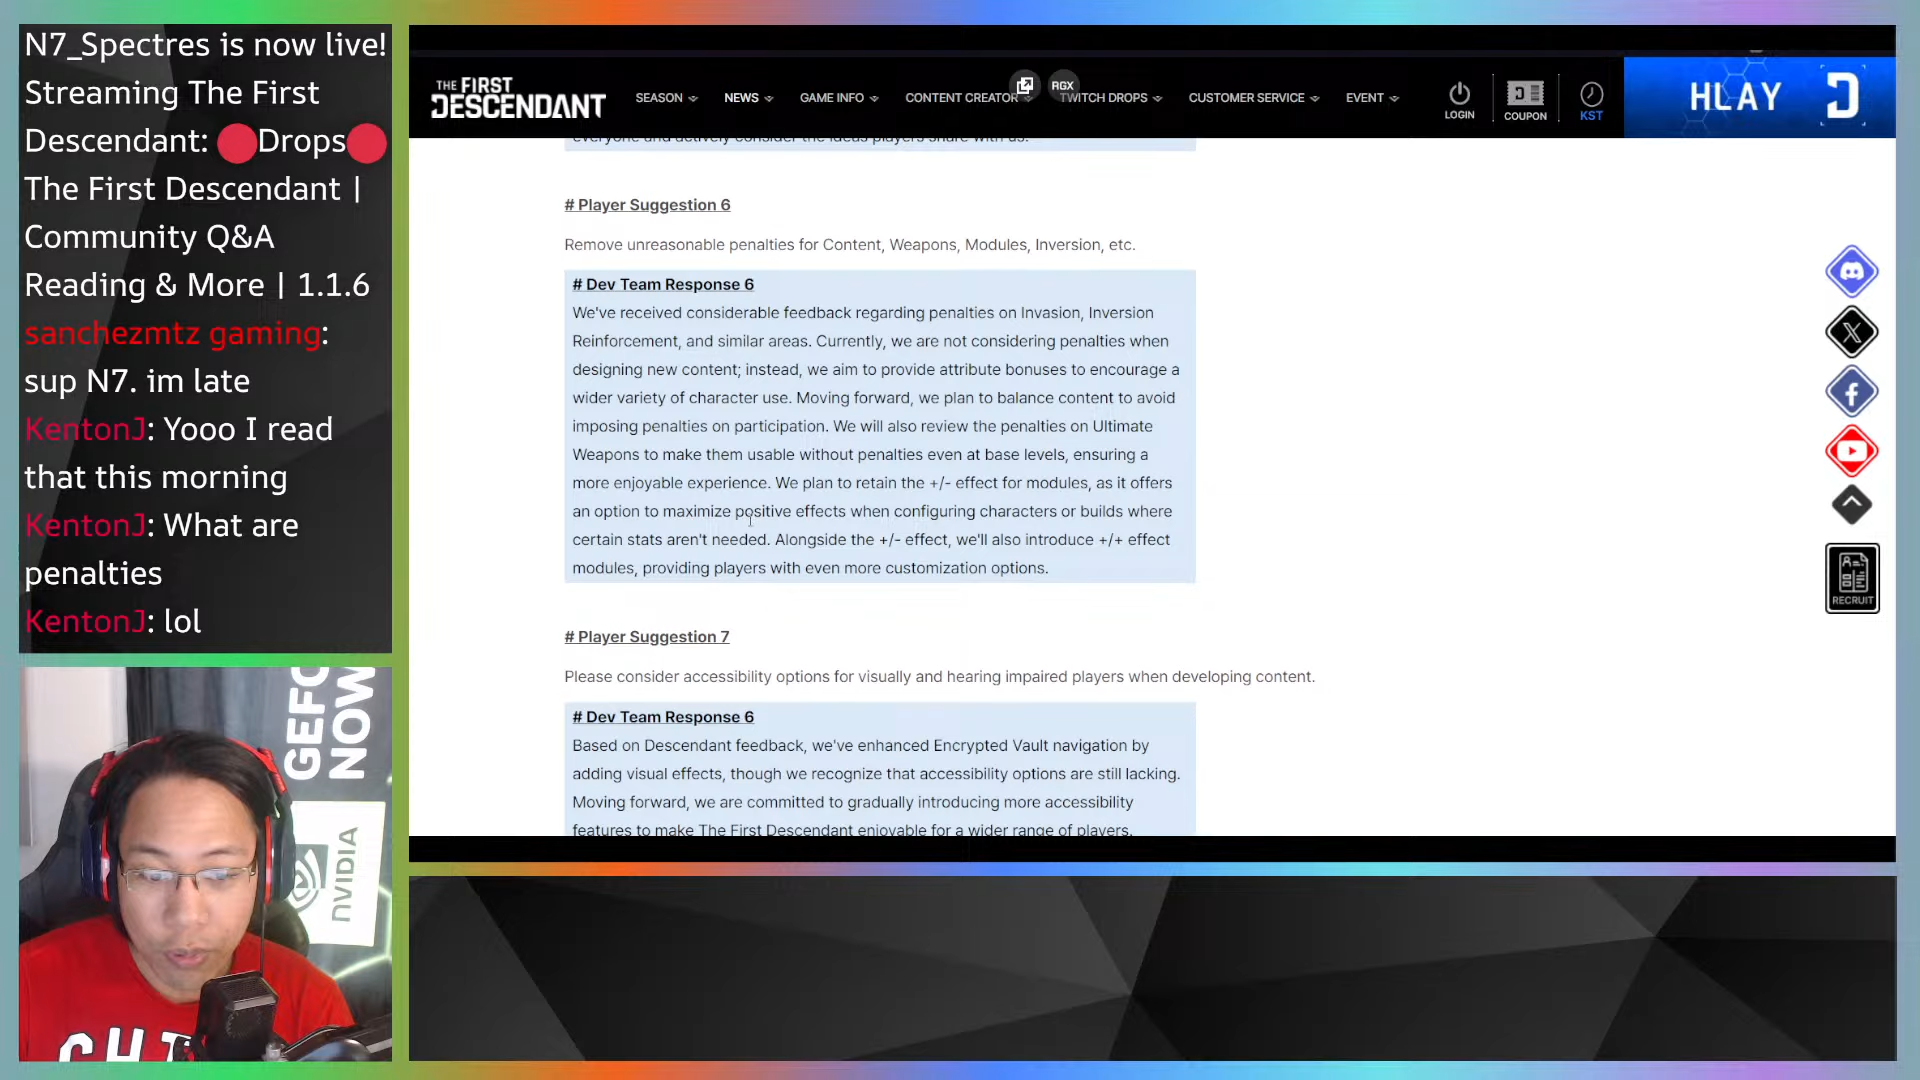 N7_Spectres is now live!
Streaming The First
Descendant: 🔴Drops🔴
The First Descendant |
Community Q&A
Reading & More | 1.1.6
sanchezmtz gaming:
sup N7. im late
KentonJ: Yooo I read
that this morning
KentonJ: What are
penalties
KentonJ: lol
THE FIRST
DESCENDANT
SEASON
NEWS
GAME INFO
CONTENT CREATOR
RGX
TWITCH DROPS
CUSTOMER SERVICE
EVENT
LOGIN
COUPON
KST
everyone and actively consider the ideas players share with us.
# Player Suggestion 6
Remove unreasonable penalties for Content, Weapons, Modules, Inversion, etc.
# Dev Team Response 6
We've received considerable feedback regarding penalties on Invasion, Inversion
Reinforcement, and similar areas. Currently, we are not considering penalties when
designing new content; instead, we aim to provide attribute bonuses to encourage a
wider variety of character use. Moving forward, we plan to balance content to avoid
imposing penalties on participation. We will also review the penalties on Ultimate
Weapons to make them usable without penalties even at base levels, ensuring a
more enjoyable experience. We plan to retain the +/- effect for modules, as it offers
an option to maximize positive effects when configuring characters or builds where
certain stats aren't needed. Alongside the +/- effect, we'll also introduce +/+ effect
modules, providing players with even more customization options.
# Player Suggestion 7
Please consider accessibility options for visually and hearing impaired players when developing content.
# Dev Team Response 6
Based on Descendant feedback, we've enhanced Encrypted Vault navigation by
adding visual effects, though we recognize that accessibility options are still lacking.
Moving forward, we are committed to gradually introducing more accessibility
features to make The First Descendant enjoyable for a wider range of players.
RECRUIT
NOW
NVIDIA